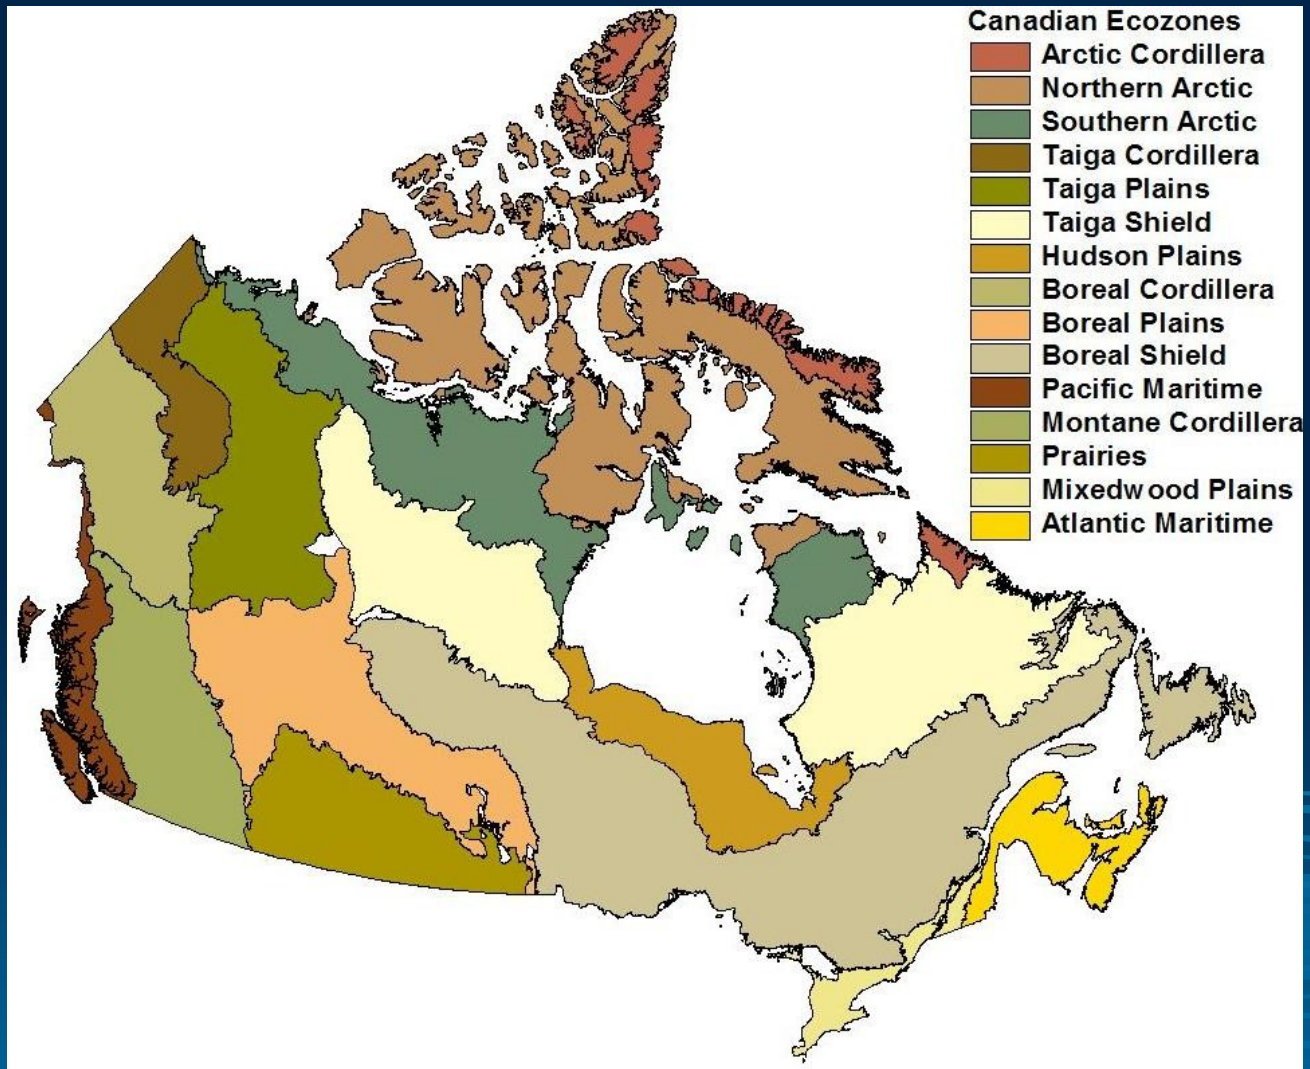 Canadian Ecozones
Arctic Cordillera
Northern Arctic
Southern Arctic
Taiga Cordillera
Taiga Plains
Taiga Shield
Hudson Plains
Boreal Cordillera
Boreal Plains
Boreal Shield
Pacific Maritime
Montane Cordillera
Prairies
Mixedwood Plains
Atlantic Maritime